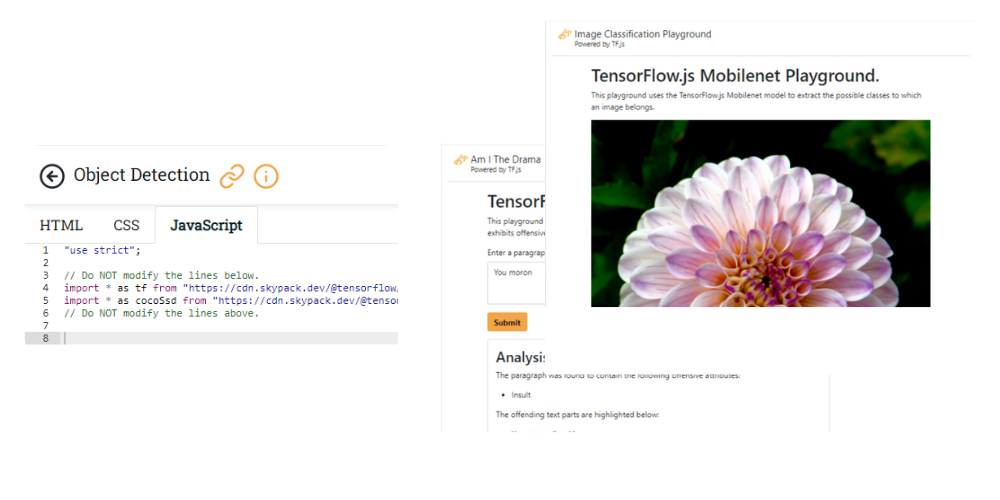 Object Detection
HTML CSS JavaScript
1 "use strict";
2
3 // Do NOT modify the lines below.
4 import * as tf from "https://cdn.skypack.dev/@tensorflow,
5 import * as cocoSsd from "https://cdn.skypack.dev/@tenso
6 // Do NOT modify the lines above.
7
8
Am I The Drama
Powered by TF.js
TensorF
This playground
exhibits offensive
Enter a paragrap
You moron
Submit
Analysis
The paragraph was found to contain the following offensive attributes:
• Insult
The offending text parts are highlighted below:
Image Classification Playground
Powered by TF.js
TensorFlow.js Mobilenet Playground.
This playground uses the TensorFlow.js Mobilenet model to extract the possible classes to which
an image belongs.